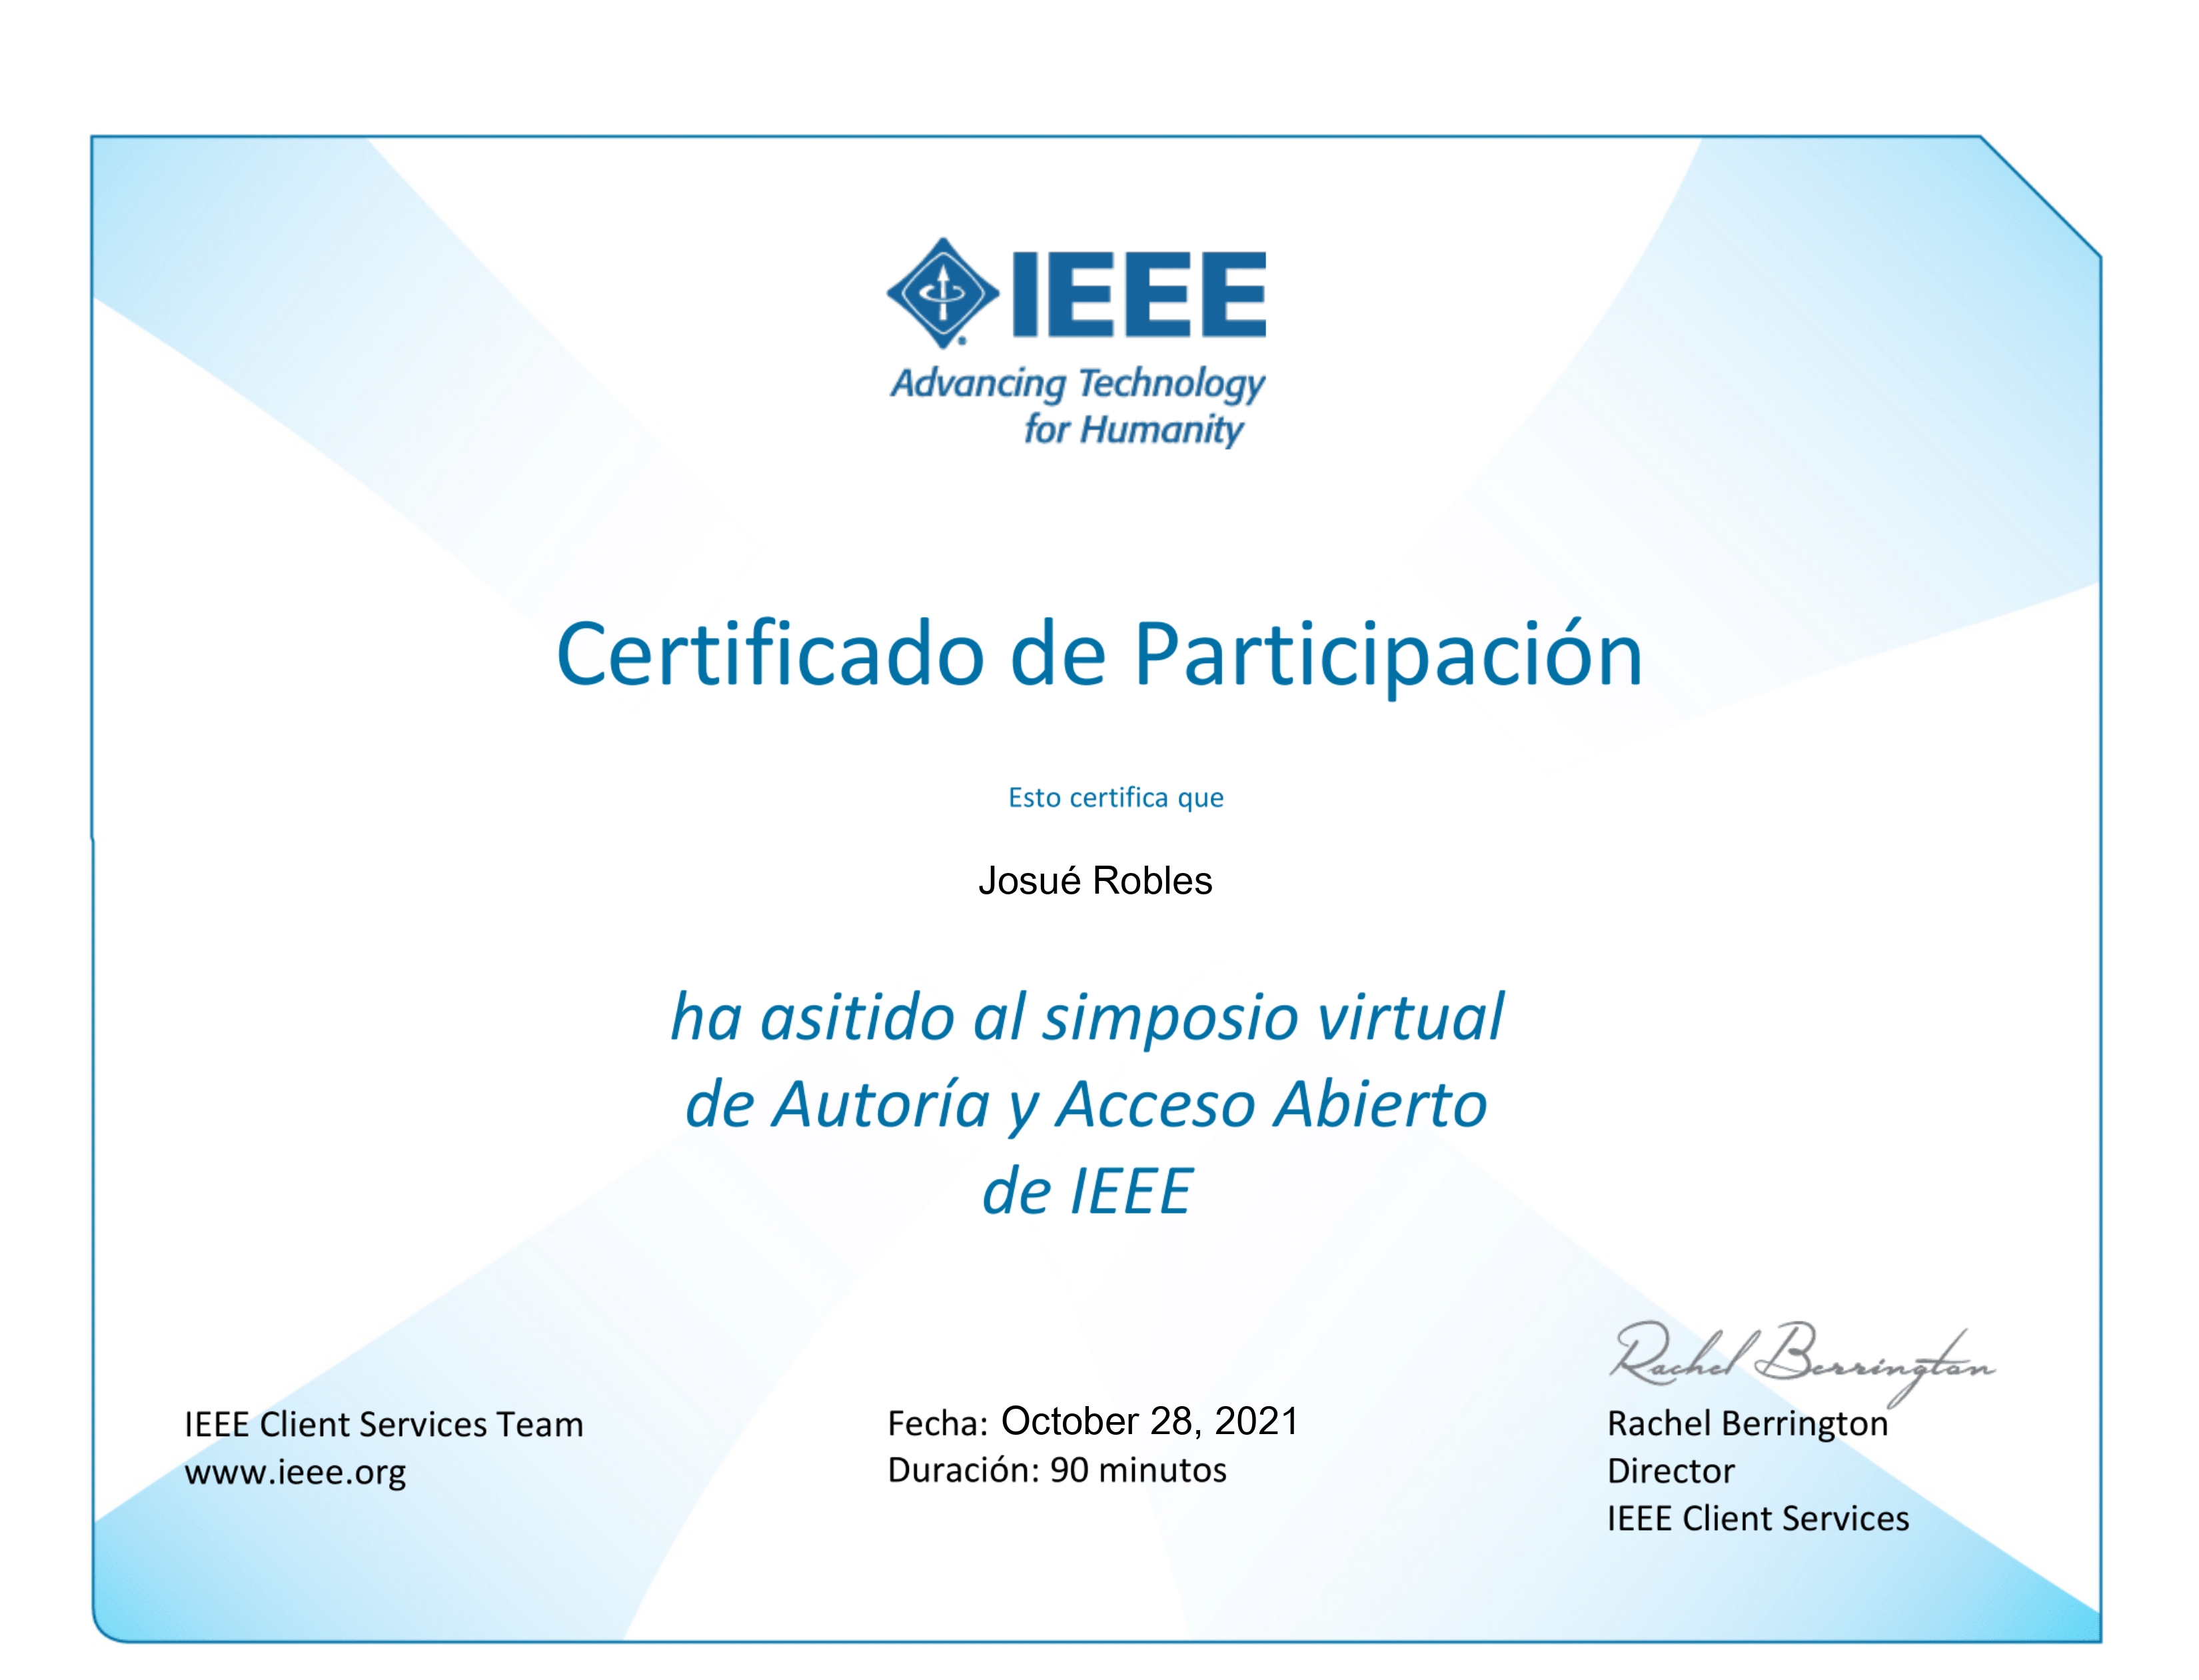 IEEE
Advancing Technology
for Humanity
Certificado de Participación
Esto certifica que
Josué Robles
ha asitido al simposio virtual
de Autoría y Acceso Abierto
de IEEE
IEEE Client Services Team
www.ieee.org
Fecha: October 28, 2021
Duración: 90 minutos
Rachel Berrington
Rachel Berrington
Director
IEEE Client Services